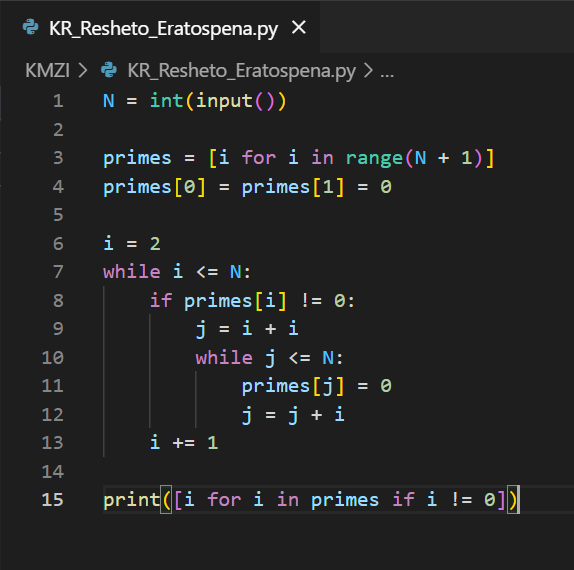 KR_Resheto_Eratospena.py ×
KMZI > KR_Resheto_Eratospena.py > ...
1 N = int(input())
2
3 primes = [i for i in range(N + 1)]
4 primes[0] = primes[1] = 0
5
6 i = 2
7 while i <= N:
8     if primes[i] != 0:
9         j = i + i
10         while j <= N:
11             primes[j] = 0
12             j = j + i
13     i += 1
14
15 print([i for i in primes if i != 0])